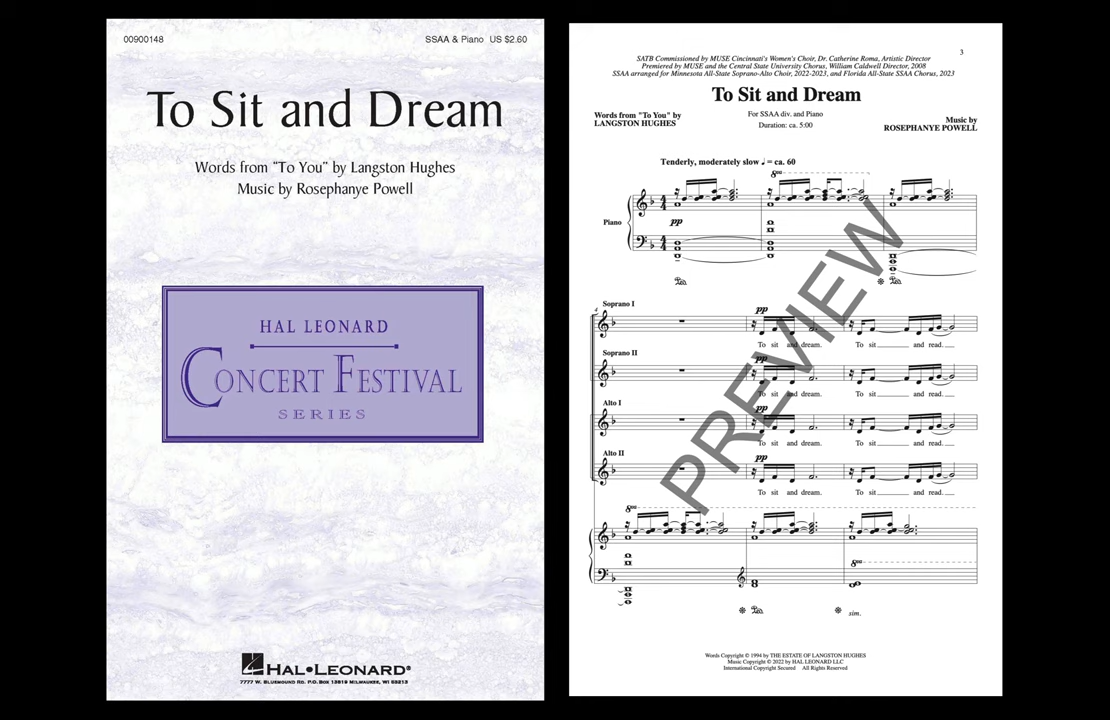 00900148
SSAA & Piano US $2.60
To Sit and Dream
Words from “To You” by Langston Hughes
Music by Rosephanye Powell
HAL LEONARD
CONCERT FESTIVAL
SERIES
HAL•LEONARD®
7777 W. BLUEMOUND RD. P.O. BOX 13819 MILWAUKEE, WI 53213
3
SATB Commissioned by MUSE Cincinnati's Women's Choir, Dr. Catherine Roma, Artistic Director
Premiered by MUSE and the Central State University Chorus, William Caldwell Director, 2008
SSAA arranged for Minnesota All-State Soprano-Alto Choir, 2022-2023, and Florida All-State SSAA Chorus, 2023
To Sit and Dream
For SSAA div. and Piano
Duration: ca. 5:00
Words from "To You" by
LANGSTON HUGHES
Music by
ROSEPHANYE POWELL
Tenderly, moderately slow ♩ = ca. 60
8va
Piano
pp
4
Soprano I
pp
To sit and dream. To sit and read.
Soprano II
pp
To sit and dream. To sit and read.
Alto I
pp
To sit and dream. To sit and read.
Alto II
pp
To sit and dream. To sit and read.
8va
8va
sim.
PREVIEW
Words Copyright © 1994 by THE ESTATE OF LANGSTON HUGHES
Music Copyright © 2022 by HAL LEONARD LLC
International Copyright Secured All Rights Reserved